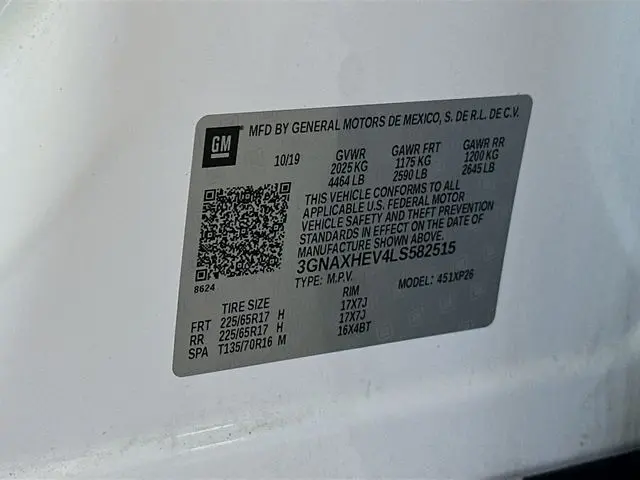 GM
MFD BY GENERAL MOTORS DE MEXICO, S. DE R.L. DE C.V.
10/19 GVWR GAWR FRT GAWR RR
2025 KG 1175 KG 1200 KG
4464 LB 2590 LB 2645 LB
THIS VEHICLE CONFORMS TO ALL
APPLICABLE U.S. FEDERAL MOTOR
VEHICLE SAFETY AND THEFT PREVENTION
STANDARDS IN EFFECT ON THE DATE OF
MANUFACTURE SHOWN ABOVE.
3GNAXHEV4LS582515
8624
TYPE: M.P.V. MODEL: 451XP26
TIRE SIZE RIM
FRT 225/65R17 H 17X7J
RR 225/65R17 H 17X7J
SPA T135/70R16 M 16X4BT